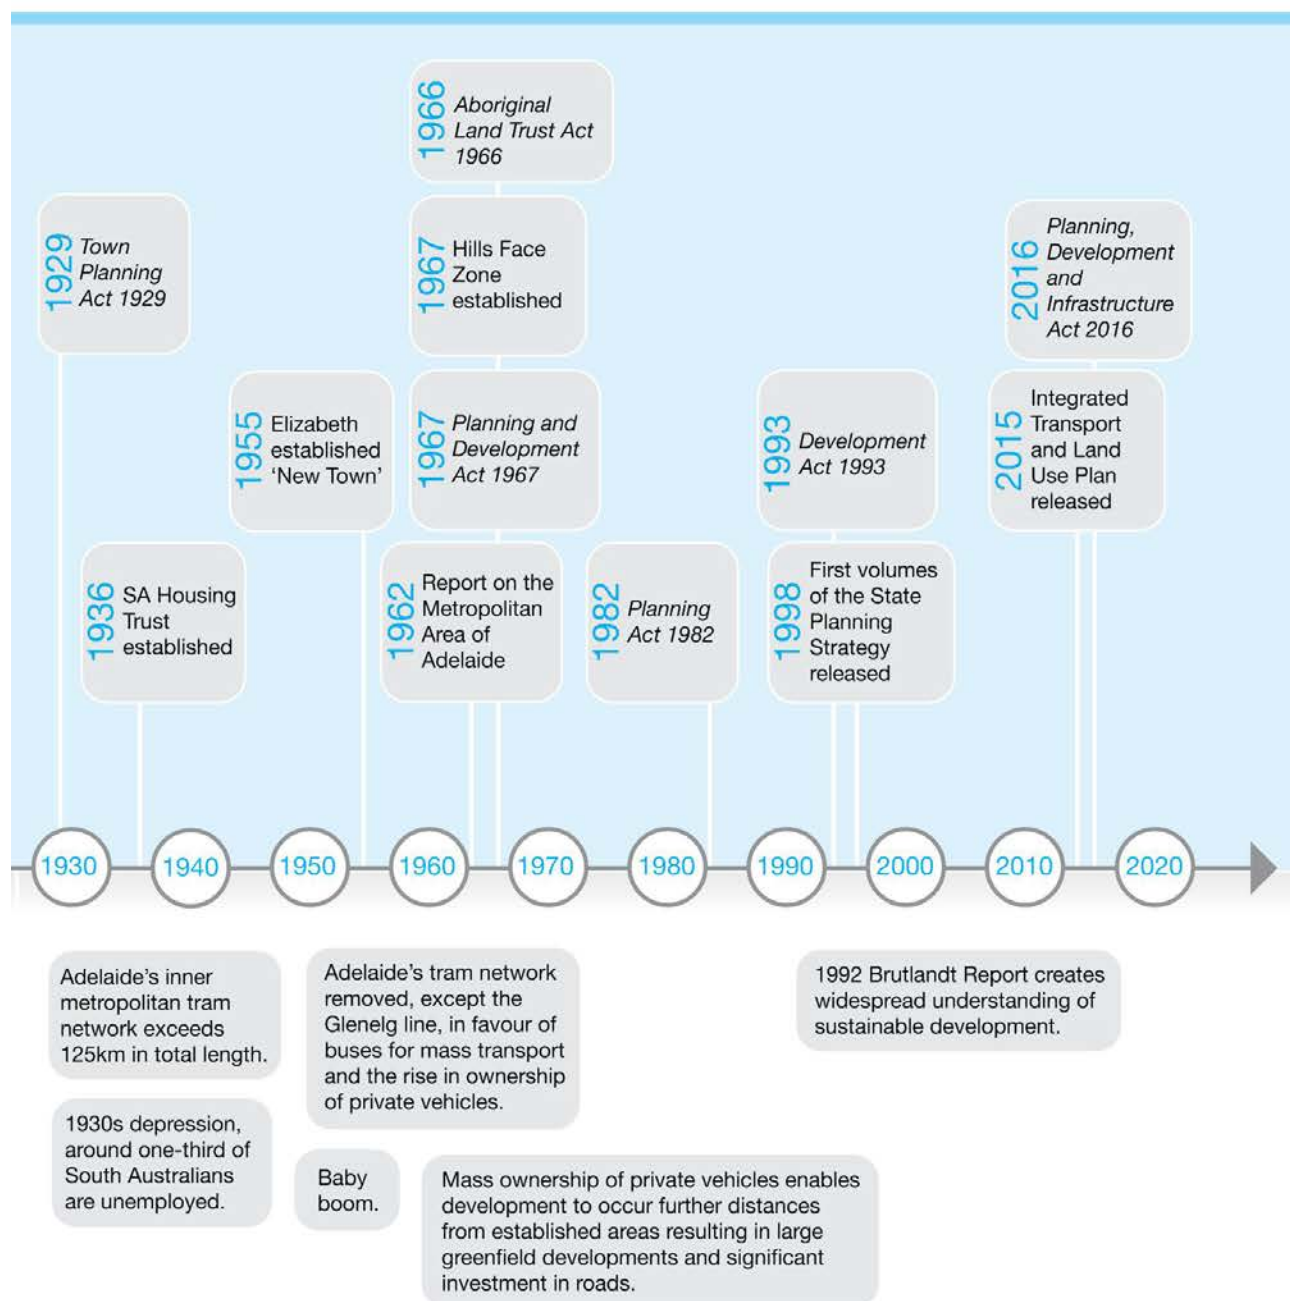 1966
Aboriginal
Land Trust Act
1966
1929
Town
Planning
Act 1929
1967
Hills Face
Zone
established
2016
Planning,
Development
and
Infrastructure
Act 2016
1955
Elizabeth
established
‘New Town’
1967
Planning and
Development
Act 1967
1993
Development
Act 1993
2015
Integrated
Transport
and Land
Use Plan
released
1936
SA Housing
Trust
established
1962
Report on the
Metropolitan
Area of
Adelaide
1982
Planning
Act 1982
1998
First volumes
of the State
Planning
Strategy
released
1930 1940 1950 1960 1970 1980 1990 2000 2010 2020
Adelaide’s inner
metropolitan tram
network exceeds
125km in total length.
Adelaide’s tram network
removed, except the
Glenelg line, in favour of
buses for mass transport
and the rise in ownership
of private vehicles.
1992 Brutlandt Report creates
widespread understanding of
sustainable development.
1930s depression,
around one-third of
South Australians
are unemployed.
Baby
boom.
Mass ownership of private vehicles enables
development to occur further distances
from established areas resulting in large
greenfield developments and significant
investment in roads.